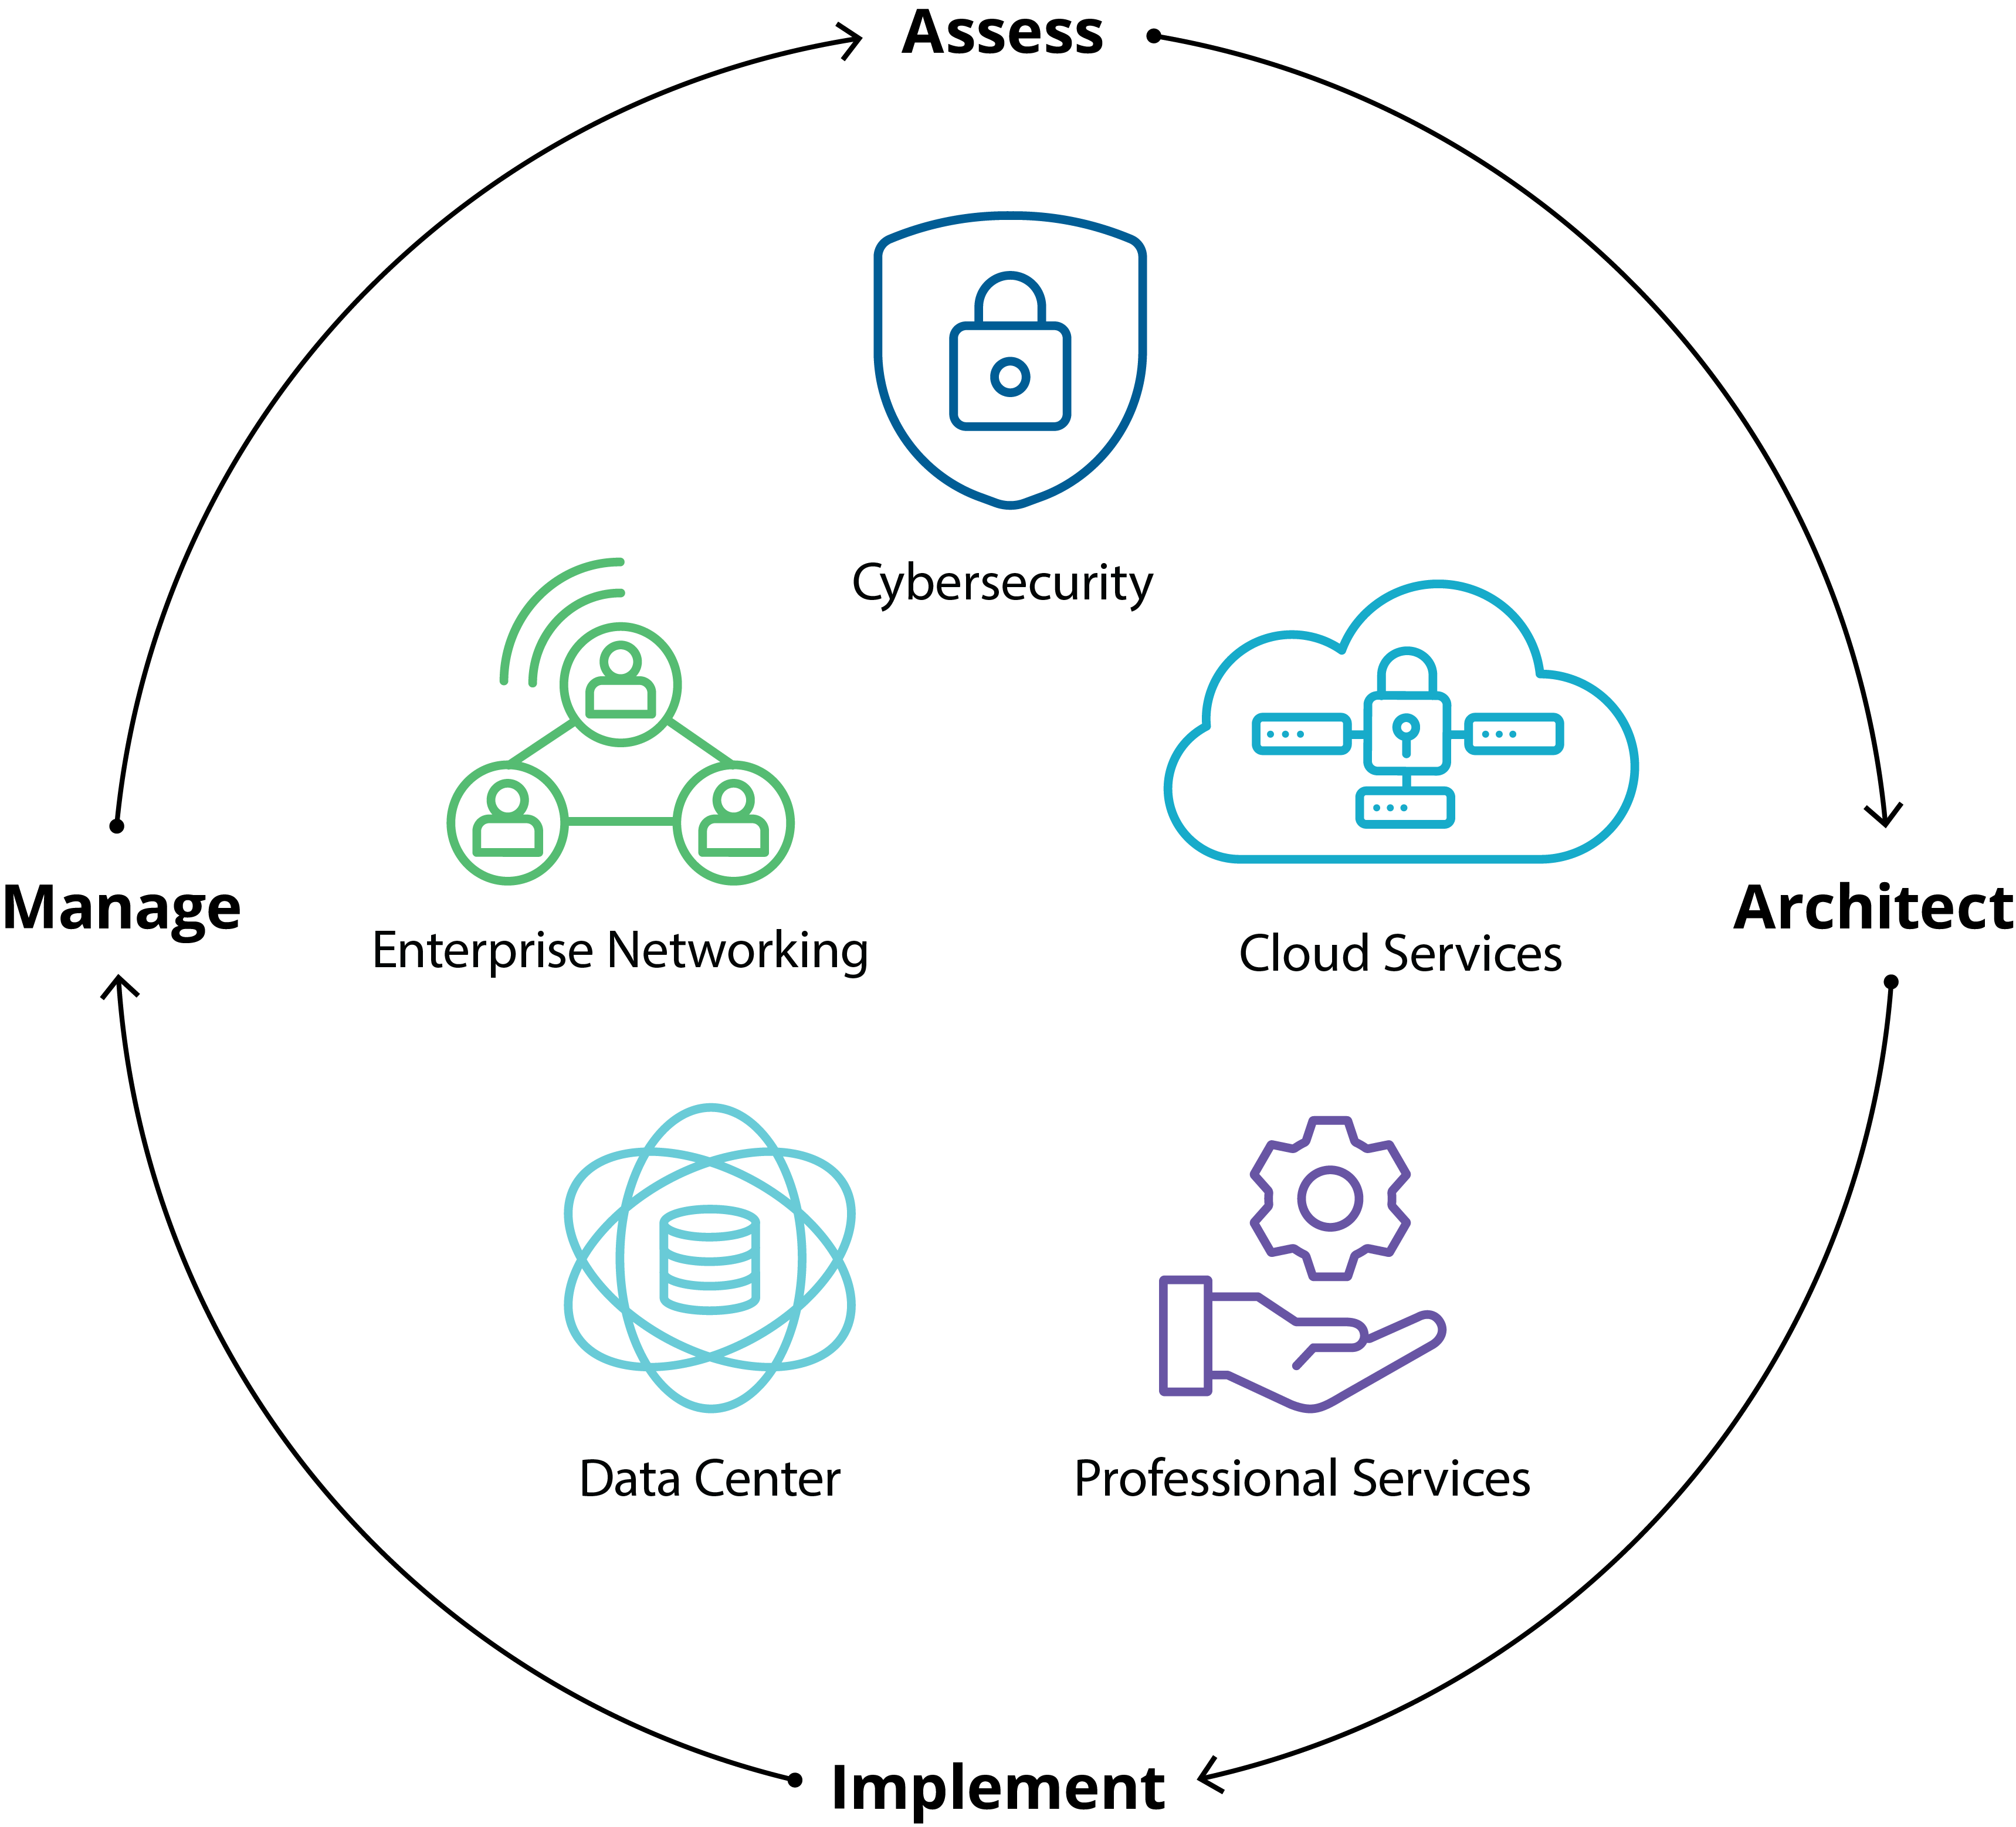 Assess
Cybersecurity
Manage
Enterprise Networking
Cloud Services
Architect
Data Center
Professional Services
Implement